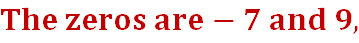 The zeros are − 7 and 9,